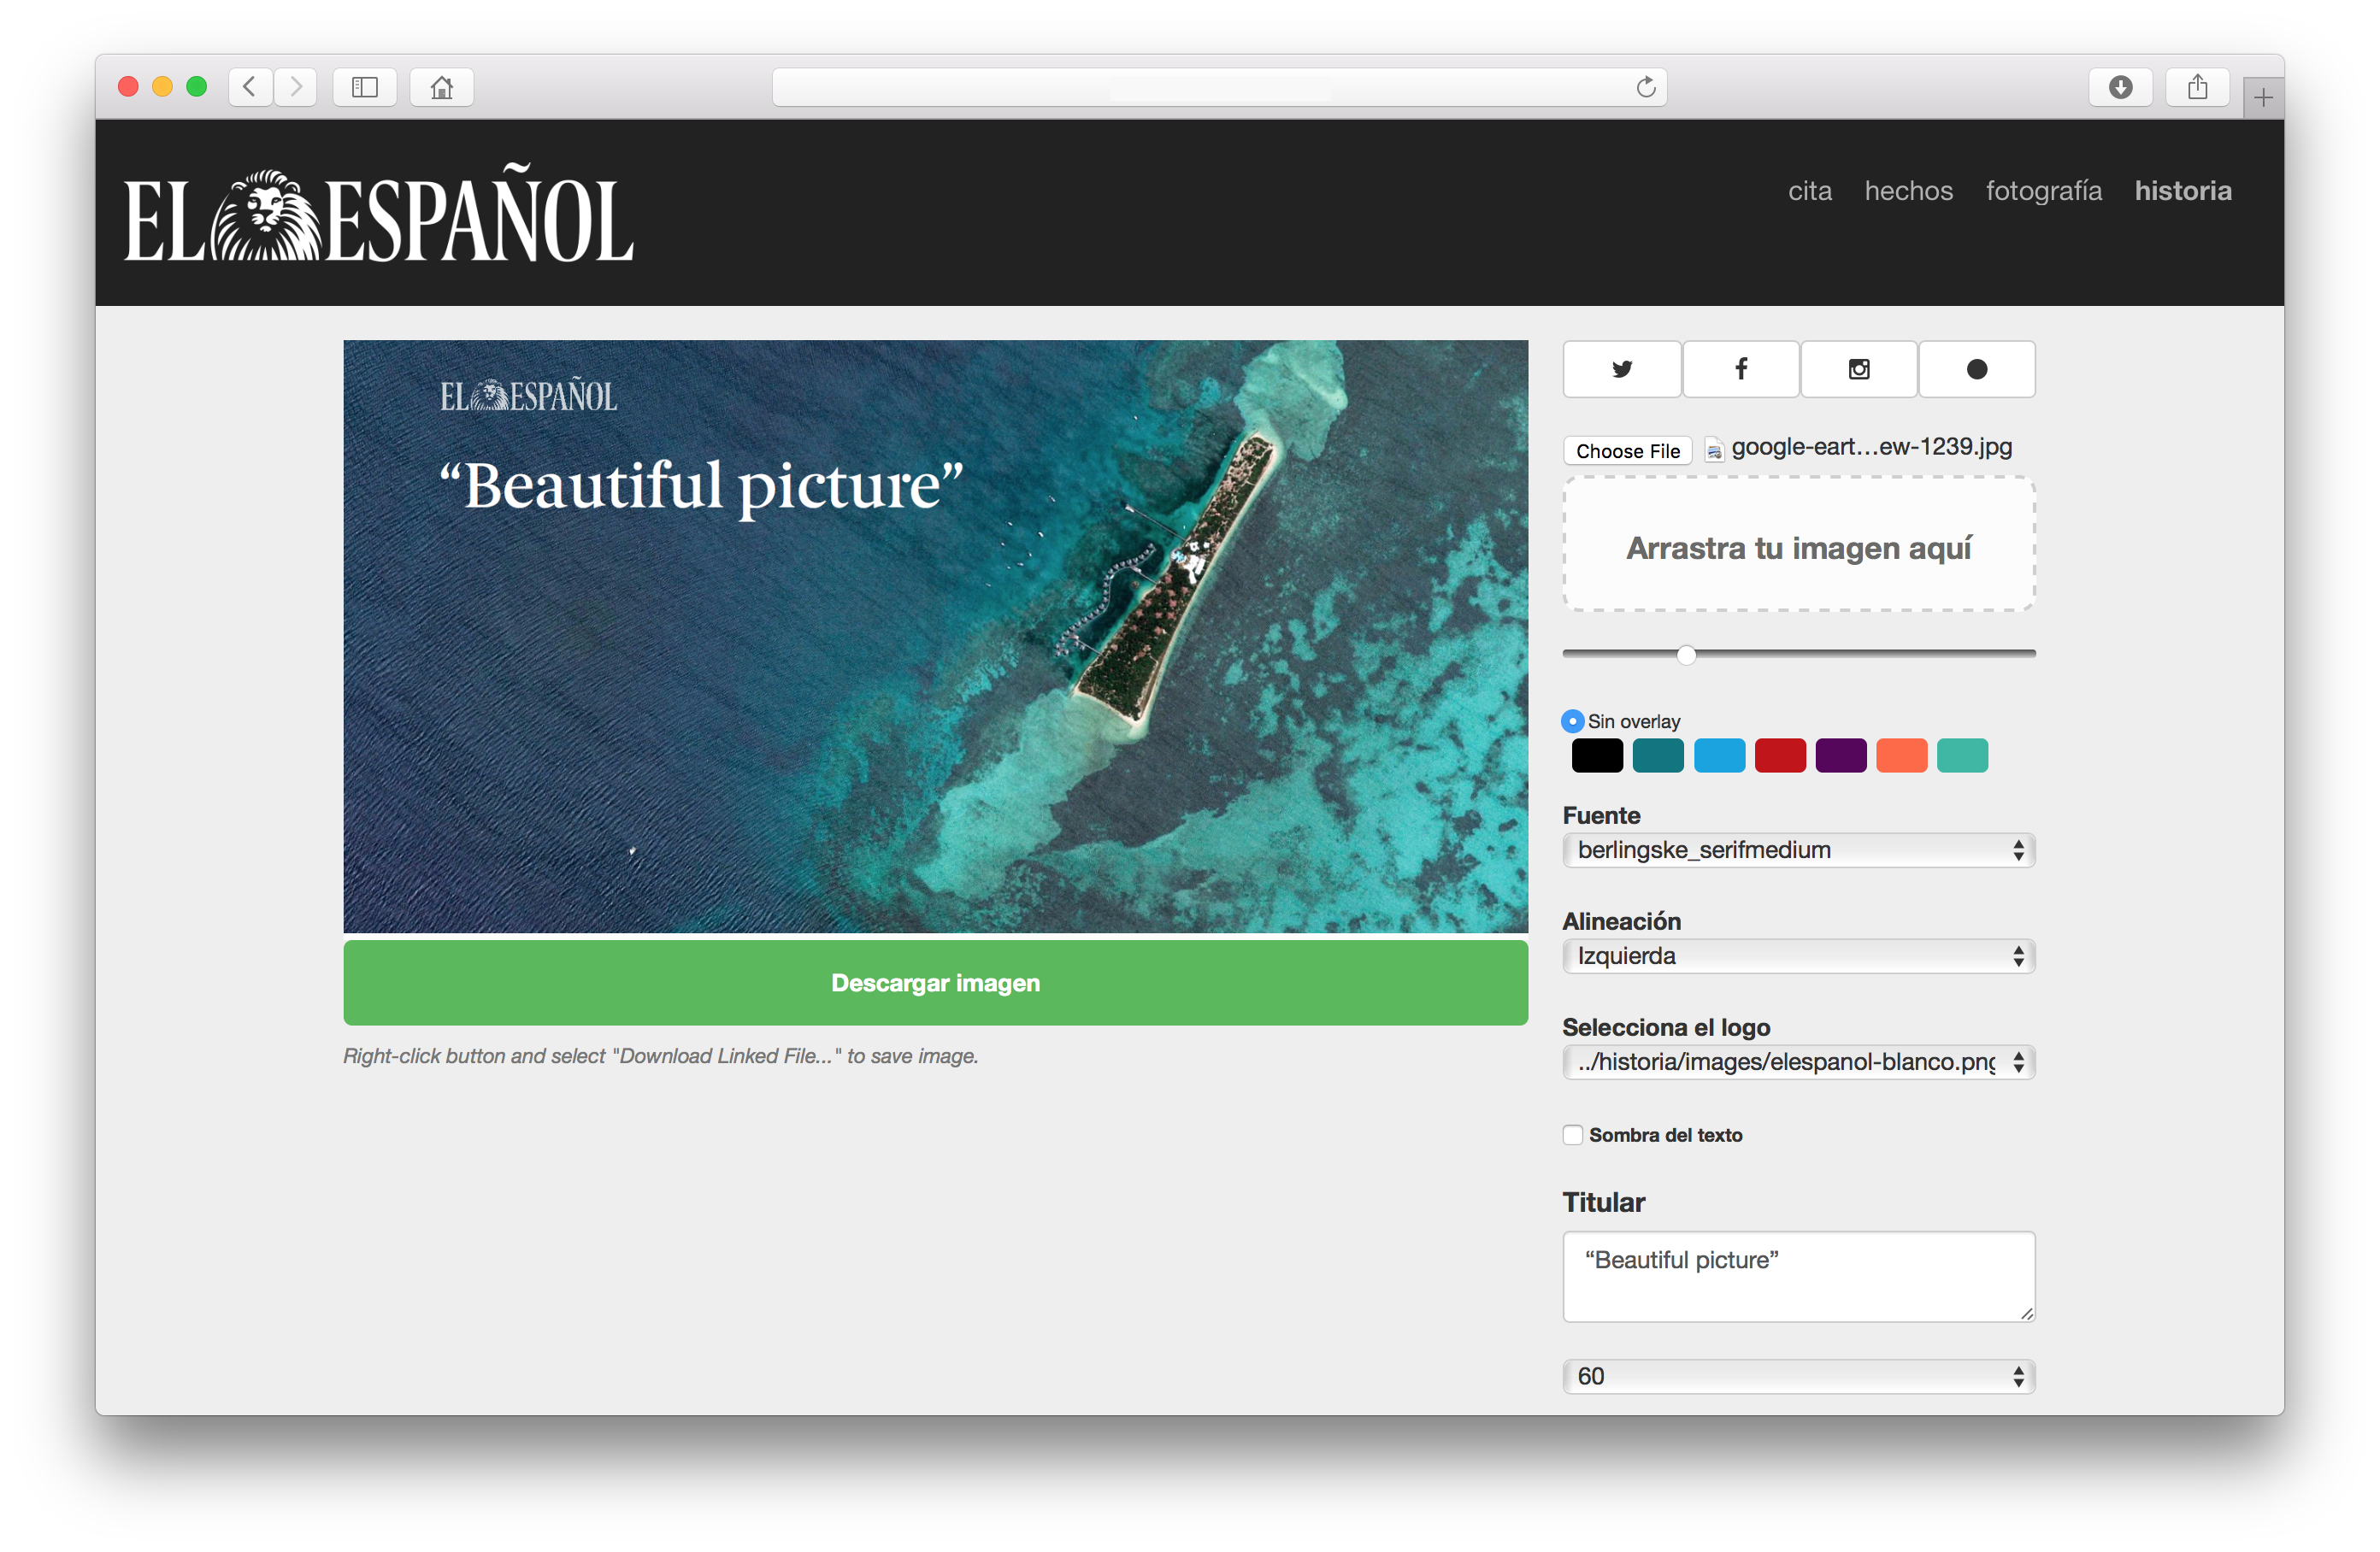 EL ESPAÑOL
cita hechos fotografía historia
EL ESPAÑOL
“Beautiful picture”
Descargar imagen
Right-click button and select "Download Linked File..." to save image.
Choose File google-eart...ew-1239.jpg
Arrastra tu imagen aquí
Sin overlay
Fuente
berlingske_serifmedium
Alineación
Izquierda
Selecciona el logo
../historia/images/elespanol-blanco.png
Sombra del texto
Titular
“Beautiful picture”
60